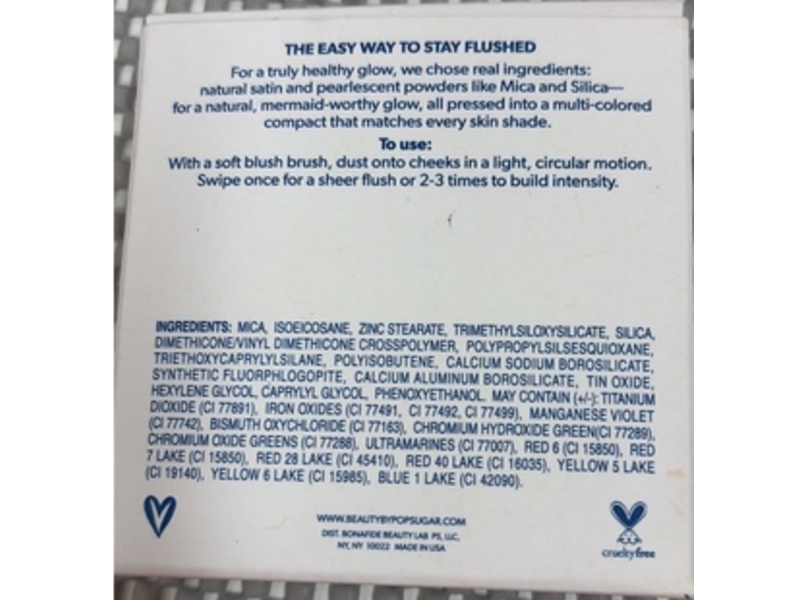 THE EASY WAY TO STAY FLUSHED
For a truly healthy glow, we chose real ingredients:
natural satin and pearlescent powders like Mica and Silica—
for a natural, mermaid-worthy glow, all pressed into a multi-colored
compact that matches every skin shade.
To use:
With a soft blush brush, dust onto cheeks in a light, circular motion.
Swipe once for a sheer flush or 2-3 times to build intensity.
INGREDIENTS: MICA, ISOEICOSANE, ZINC STEARATE, TRIMETHYLSILOXYSILICATE, SILICA,
DIMETHICONE/VINYL DIMETHICONE CROSSPOLYMER, POLYPROPYLSILSESQUIOXANE,
TRIETHOXYCAPRYLYLSILANE, POLYISOBUTENE, CALCIUM SODIUM BOROSILICATE,
SYNTHETIC FLUORPHLOGOPITE, CALCIUM ALUMINUM BOROSILICATE, TIN OXIDE,
HEXYLENE GLYCOL, CAPRYLYL GLYCOL, PHENOXYETHANOL. MAY CONTAIN (+/-): TITANIUM
DIOXIDE (CI 77891), IRON OXIDES (CI 77491, CI 77492, CI 77499), MANGANESE VIOLET
(CI 77742), BISMUTH OXYCHLORIDE (CI 77163), CHROMIUM HYDROXIDE GREEN(CI 77289),
CHROMIUM OXIDE GREENS (CI 77288), ULTRAMARINES (CI 77007), RED 6 (CI 15850), RED
7 LAKE (CI 15850), RED 28 LAKE (CI 45410), RED 40 LAKE (CI 16035), YELLOW 5 LAKE
(CI 19140), YELLOW 6 LAKE (CI 15985), BLUE 1 LAKE (CI 42090).
WWW.BEAUTYBYPOPSUGAR.COM
DIST. BONAFIDE BEAUTY LAB PS, LLC,
NY, NY 10022 MADE IN USA
crueltyfree